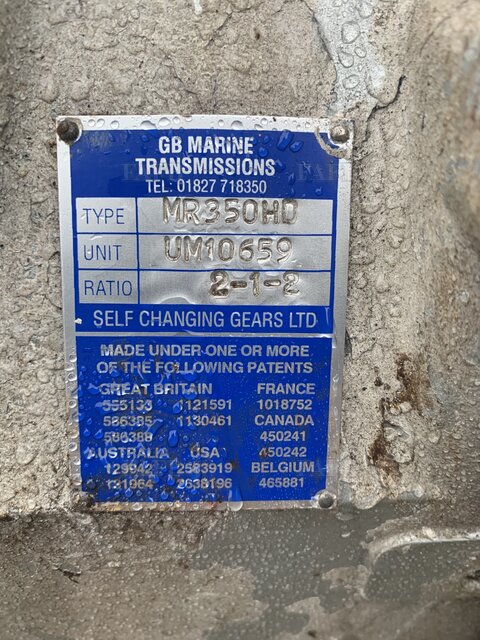 GB MARINE
TRANSMISSIONS
TEL: 01827 718350
TYPE MR350HD
UNIT UM10659
RATIO 2-1-2
SELF CHANGING GEARS LTD
MADE UNDER ONE OR MORE
OF THE FOLLOWING PATENTS
GREAT BRITAIN FRANCE
555133 1121591 1018752
586385 1130461 CANADA
586388 450241
AUSTRALIA USA 450242
129942 2583919 BELGIUM
131964 2638196 465881